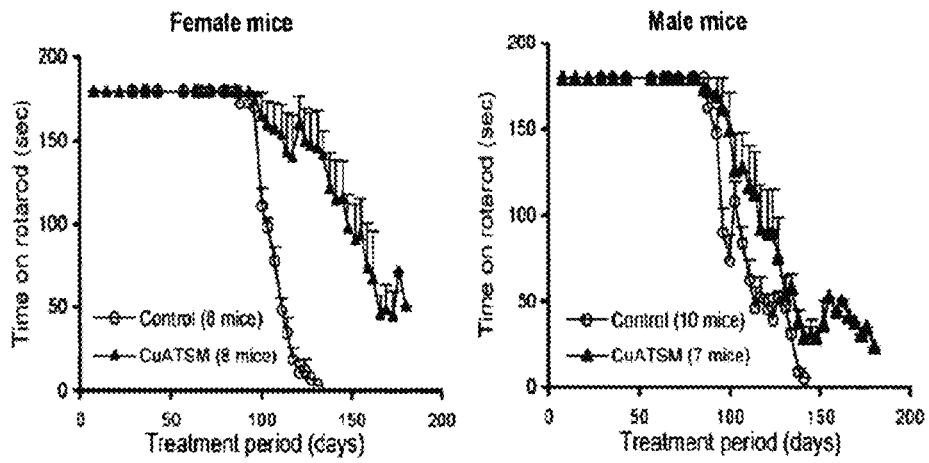 Female mice
200
150
100
50
0
Time on rotarod (sec)
Control (8 mice)
CuATSM (8 mice)
0 50 100 150 200
Treatment period (days)
Male mice
200
150
100
50
0
Time on rotarod (sec)
Control (10 mice)
CuATSM (7 mice)
0 50 100 150 200
Treatment period (days)